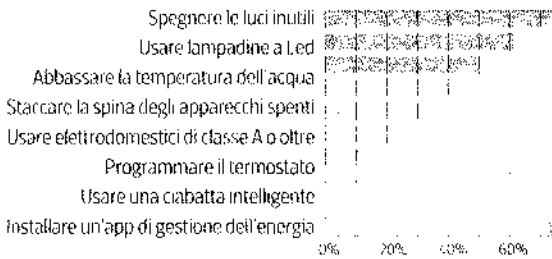 Spegnere le luci inutili
Usare lampadine a Led
Abbassare la temperatura dell'acqua
Staccare la spina degli apparecchi spenti
Usare elettrodomestici di classe A o oltre
Programmare il termostato
Usare una ciabatta intelligente
Installare un'app di gestione dell'energia
0% 20% 40% 60%